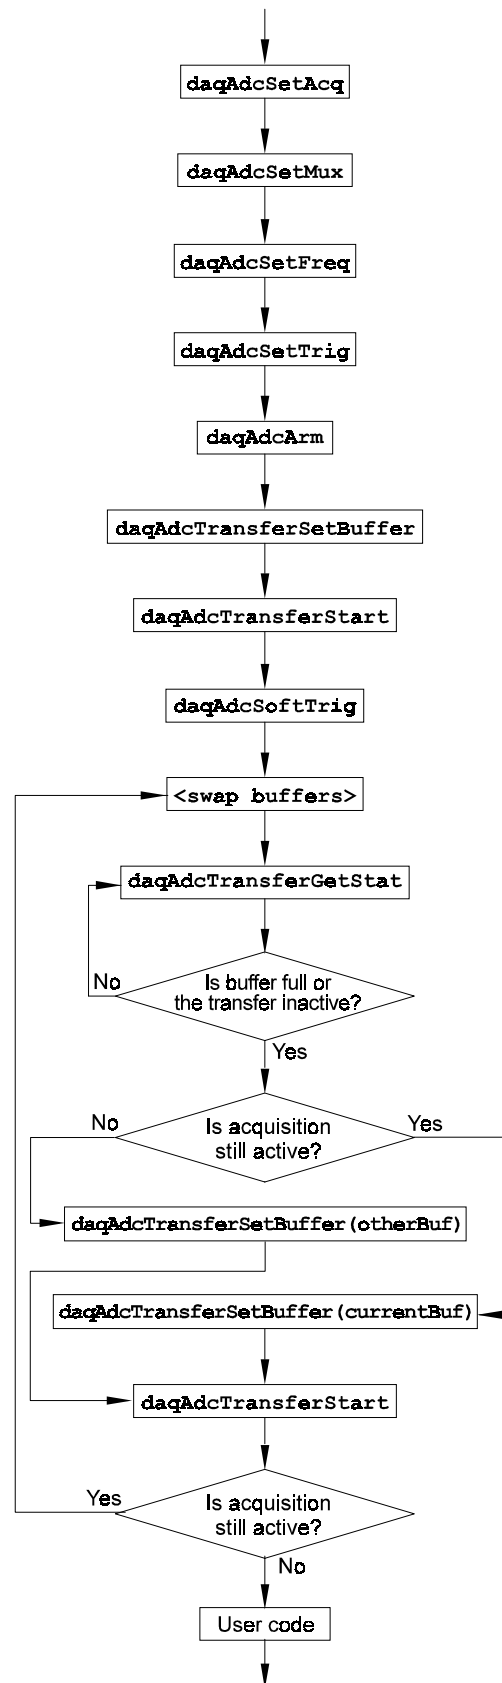 daqAdcSetAcq
daqAdcSetMux
daqAdcSetFreq
daqAdcSetTrig
daqAdcArm
daqAdcTransferSetBuffer
daqAdcTransferStart
daqAdcSoftTrig
<swap buffers>
daqAdcTransferGetStat
No
Is buffer full or
the transfer inactive?
Yes
No
Is acquisition
still active?
Yes
daqAdcTransferSetBuffer(otherBuf)
daqAdcTransferSetBuffer(currentBuf)
daqAdcTransferStart
Yes
Is acquisition
still active?
No
User code